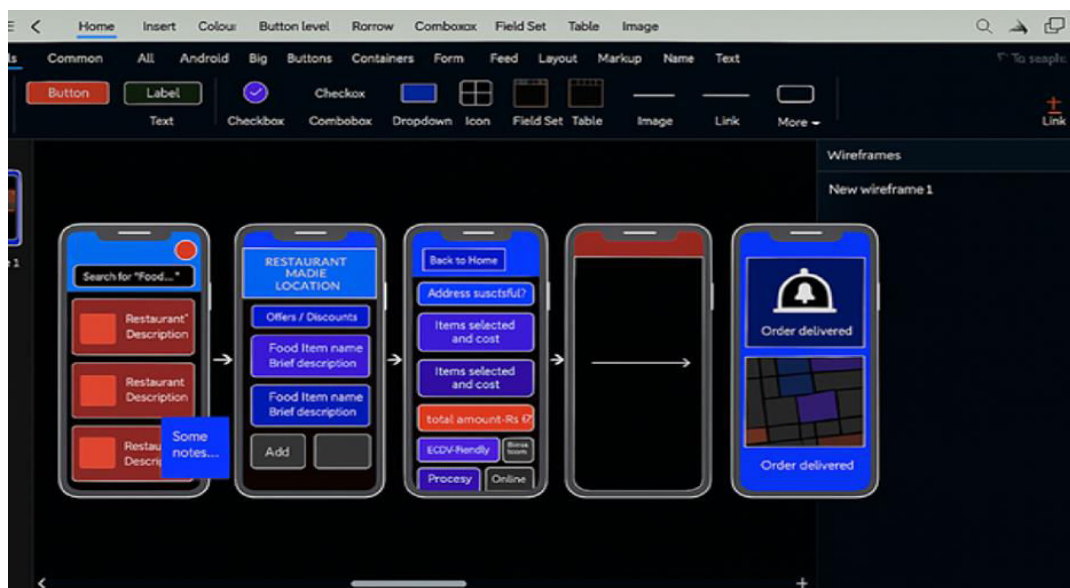 Home Insert Colour Button level Rorrow Comboxox Field Set Table Image
ls Common All Android Big Buttons Containers Form Feed Layout Markup Name Text
Button Label Checkox
Text Checkbox Combobox Dropdown Icon Field Set Table Image Link More Link
Wireframes
New wireframe 1
1
Search for "Food..."
Restaurant"
Description
Restaurant
Description
Restau
Descrip
Some
notes....
RESTAURANT
MADIE
LOCATION
Offers / Discounts
Food Item name
Brief description
Food Item name
Brief description
Add
Back to Home
Address susctsful?
Items selected
and cost
Items selected
and cost
total amount-Rs
Procesy Online
Order delivered
Order delivered